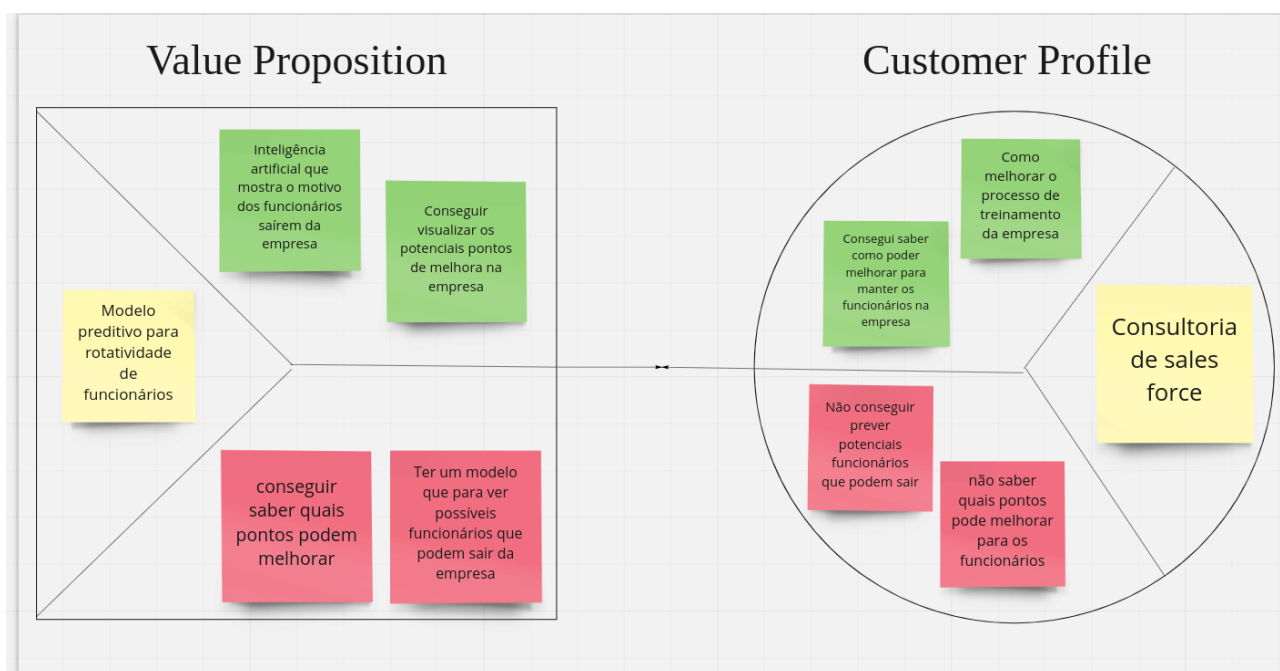 Value Proposition
Customer Profile
Inteligência
artificial que
mostra o motivo
dos funcionários
saírem da
empresa
Conseguir
visualizar os
potenciais pontos
de melhora na
empresa
Modelo
preditivo para
rotatividade
de
funcionários
conseguir
saber quais
pontos podem
melhorar
Ter um modelo
que para ver
possíveis
funcionários que
podem sair da
empresa
Como
melhorar o
processo de
treinamento
da empresa
Consegui saber
como poder
melhorar para
manter os
funcionários na
empresa
Consultoria
de sales
force
Não conseguir
prever
potenciais
funcionários
que podem sair
não saber
quais pontos
pode melhorar
para os
funcionários